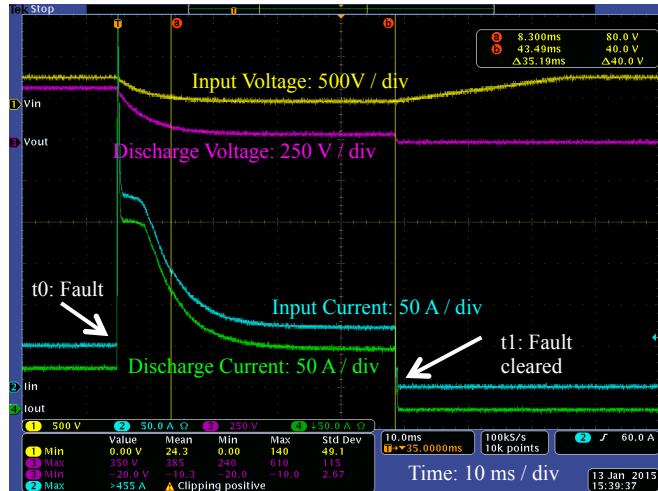 Tek Stop
T
a
b
a 8.300ms 80.0 V
b 43.49ms 40.0 V
Δ35.19ms Δ40.0 V
Input Voltage: 500V / div
1 Vin
3 Vout
Discharge Voltage: 250 V / div
t0: Fault
Input Current: 50 A / div
t1: Fault
cleared
Discharge Current: 50 A / div
2 Iin
4 Iout
1 500 V 2 50.0 A Ω 3 250 V 4 ↓50.0 A Ω
Value Mean Min Max Std Dev
1 Min 0.00 V 24.3 0.00 140 49.1
3 Max 350 V 385 240 610 115
3 Min -20.0 V -19.3 -20.0 -10.0 2.67
2 Max >455 A Clipping positive
10.0ms
T→▼35.0000ms
100kS/s
10k points
2 60.0 A
Time: 10 ms / div
13 Jan 2015
15:39:37